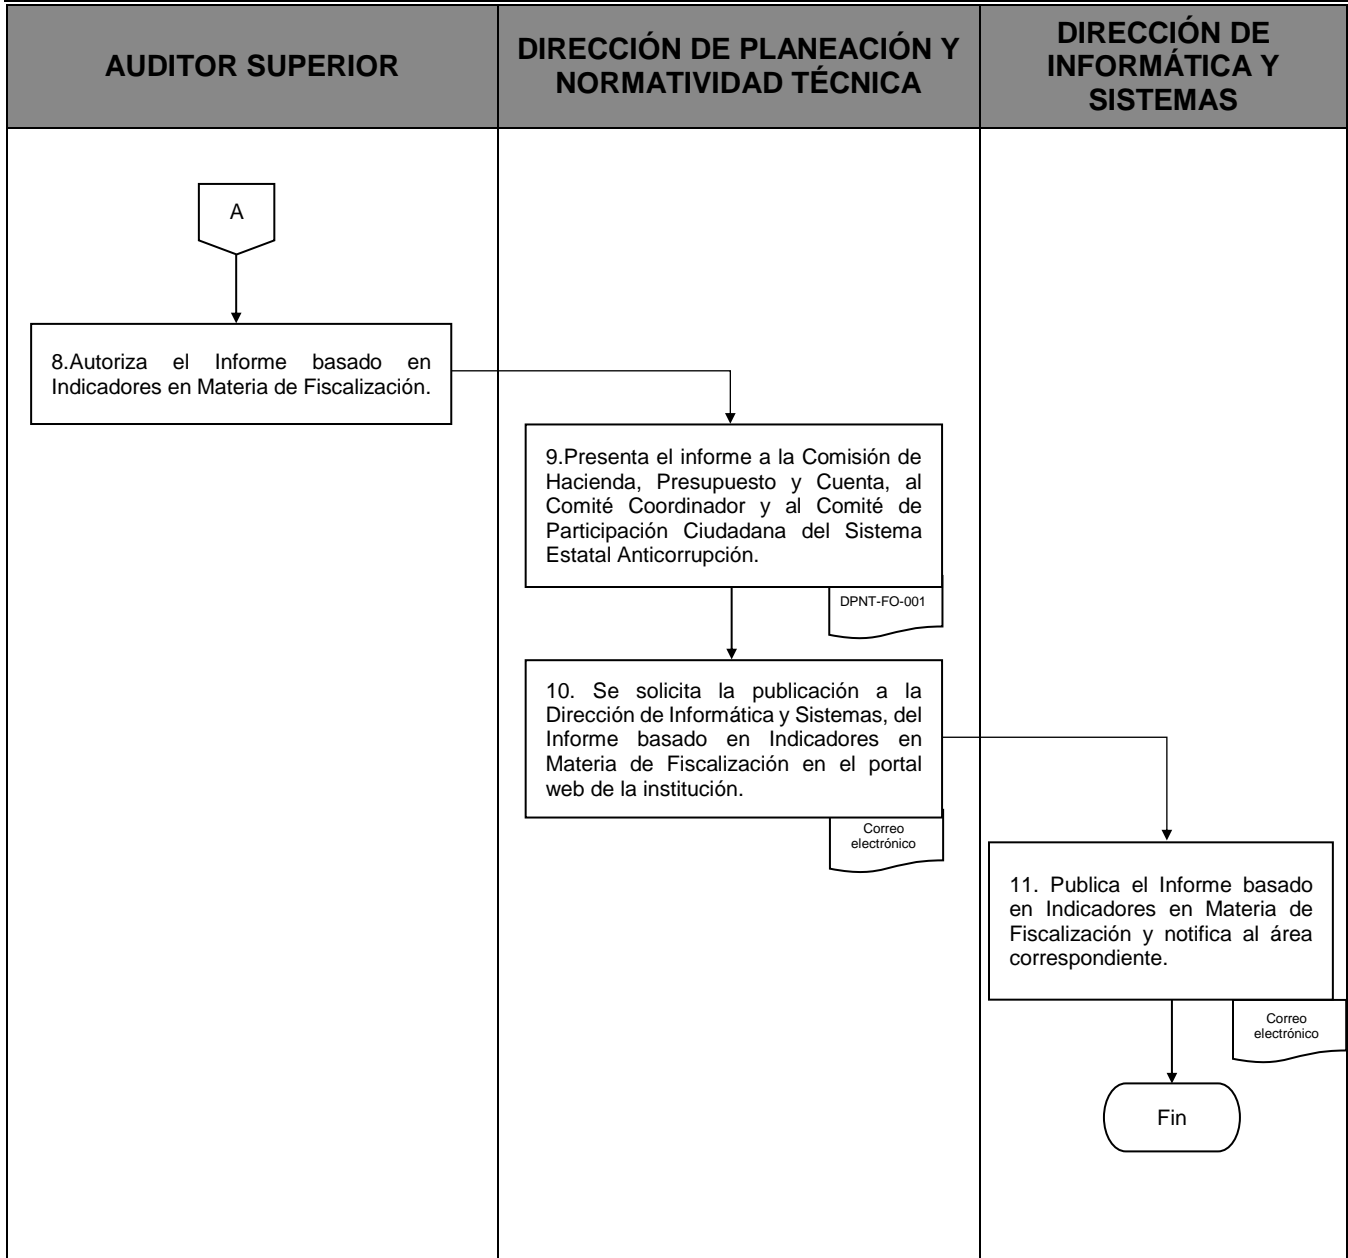 AUDITOR SUPERIOR
DIRECCIÓN DE PLANEACIÓN Y
NORMATIVIDAD TÉCNICA
DIRECCIÓN DE
INFORMÁTICA Y
SISTEMAS
A
8.Autoriza el Informe basado en
Indicadores en Materia de Fiscalización.
9.Presenta el informe a la Comisión de
Hacienda, Presupuesto y Cuenta, al
Comité Coordinador y al Comité de
Participación Ciudadana del Sistema
Estatal Anticorrupción.
DPNT-FO-001
10. Se solicita la publicación a la
Dirección de Informática y Sistemas, del
Informe basado en Indicadores en
Materia de Fiscalización en el portal
web de la institución.
Correo
electrónico
11. Publica el Informe basado
en Indicadores en Materia de
Fiscalización y notifica al área
correspondiente.
Correo
electrónico
Fin